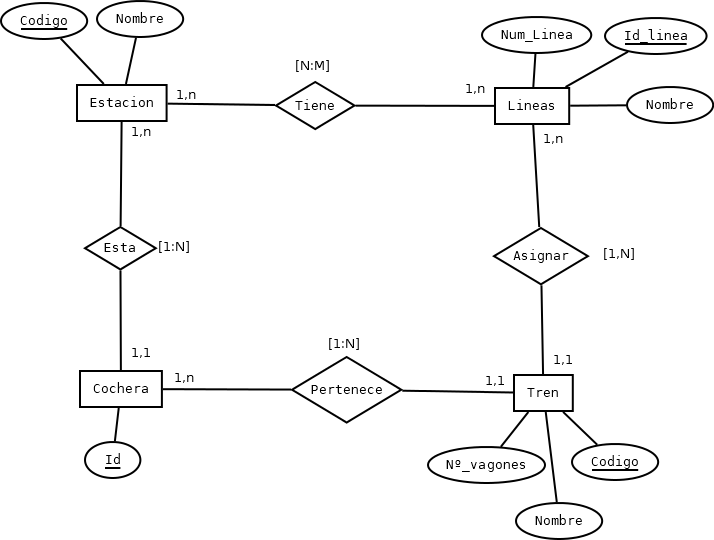 Codigo
Nombre
Num_Linea
Id_linea
[N:M]
1,n
1,n
Estacion
Tiene
Lineas
Nombre
1,n
1,n
Esta
[1:N]
Asignar
[1,N]
[1:N]
1,1
1,1
1,n
1,1
Cochera
Pertenece
Tren
Id
Nº_vagones
Codigo
Nombre